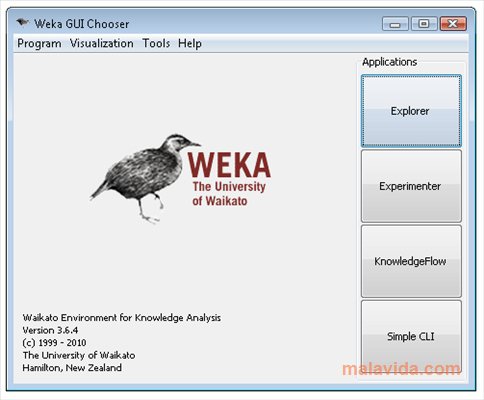 Weka GUI Chooser
Program Visualization Tools Help
Applications
Explorer
Experimenter
KnowledgeFlow
Simple CLI
WEKA
The University
of Waikato
Waikato Environment for Knowledge Analysis
Version 3.6.4
(c) 1999 - 2010
The University of Waikato
Hamilton, New Zealand
malavida.com